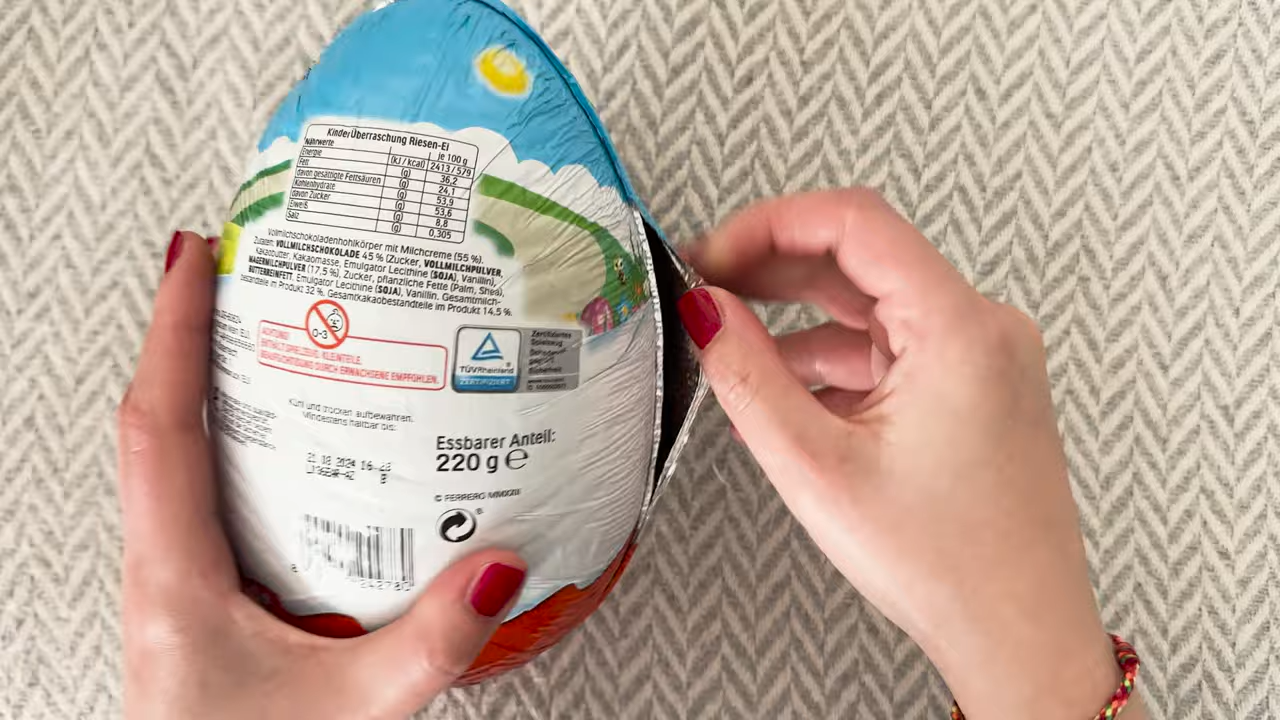 Kinder Überraschung Riesen-Ei
Nährwerte je 100 g
Energie (kJ / kcal) 2413 / 579
Fett (g) 36,2
davon gesättigte Fettsäuren (g) 24,1
Kohlenhydrate (g) 53,9
davon Zucker (g) 53,6
Eiweiß (g) 8,8
Salz (g) 0,305
Vollmilchschokoladenhohlkörper mit Milchcreme (55 %).
Zutaten: VOLLMILCHSCHOKOLADE 45 % (Zucker, VOLLMILCHPULVER,
Kakaobutter, Kakaomasse, Emulgator Lecithine (SOJA), Vanillin),
MAGERMILCHPULVER (17,5 %), Zucker, pflanzliche Fette (Palm, Shea),
BUTTERREINFETT, Emulgator Lecithine (SOJA), Vanillin. Gesamtmilch-
bestandteile im Produkt 32 %. Gesamtkakaobestandteile im Produkt 14,5 %.
0-3
ACHTUNG!
ENTHÄLT SPIELZEUG. KLEINTEILE.
BEAUFSICHTIGUNG DURCH ERWACHSENE EMPFOHLEN.
TÜVRheinland ®
ZERTIFIZIERT
Zertifiziertes
Spielzeug
Sicherheit
Kühl und trocken aufbewahren.
Mindestens haltbar bis:
21 08 2024
Essbarer Anteil:
220 g ℮
© FERRERO MMXXIII
®